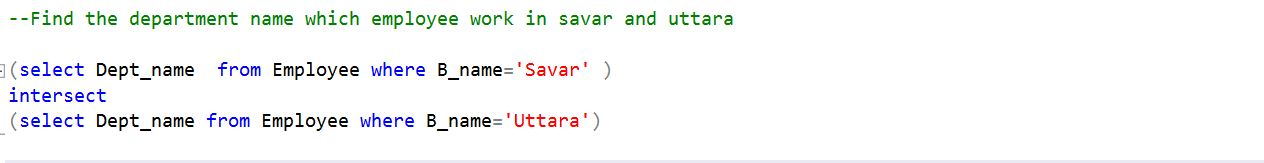 --Find the department name which employee work in savar and uttara
(select Dept_name  from Employee where B_name='Savar' )
intersect
(select Dept_name from Employee where B_name='Uttara')